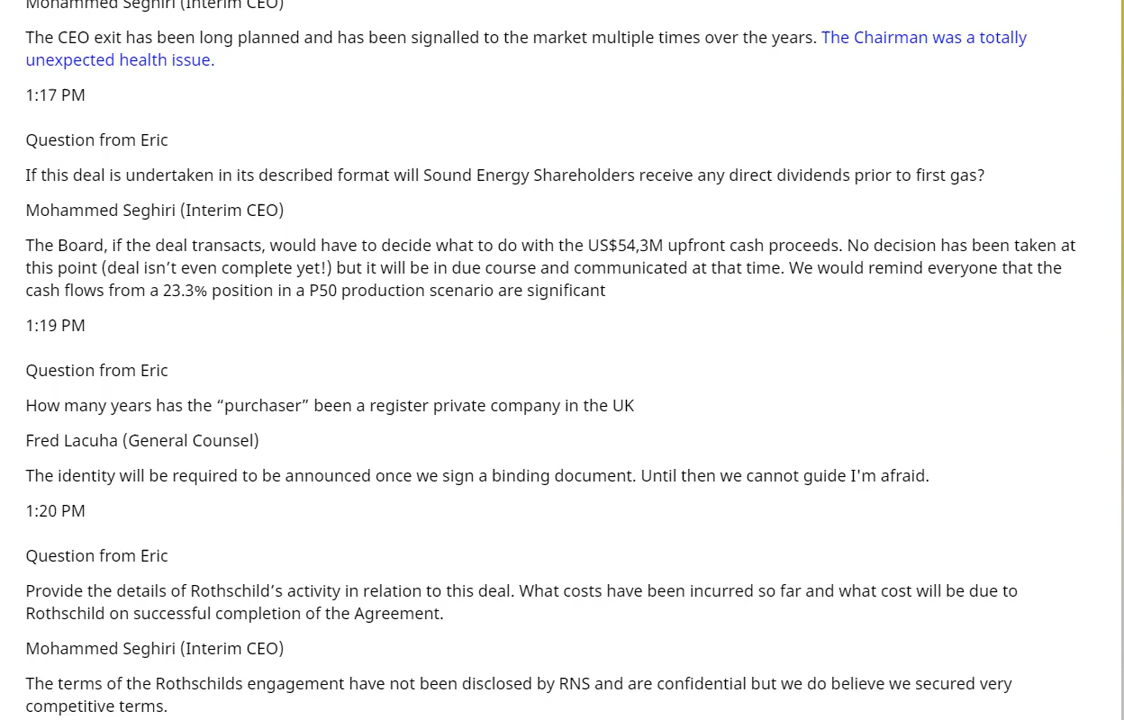 Mohammed Seghiri (Interim CEO)
The CEO exit has been long planned and has been signalled to the market multiple times over the years. The Chairman was a totally
unexpected health issue.
1:17 PM
Question from Eric
If this deal is undertaken in its described format will Sound Energy Shareholders receive any direct dividends prior to first gas?
Mohammed Seghiri (Interim CEO)
The Board, if the deal transacts, would have to decide what to do with the US$54,3M upfront cash proceeds. No decision has been taken at
this point (deal isn’t even complete yet!) but it will be in due course and communicated at that time. We would remind everyone that the
cash flows from a 23.3% position in a P50 production scenario are significant
1:19 PM
Question from Eric
How many years has the “purchaser” been a register private company in the UK
Fred Lacuha (General Counsel)
The identity will be required to be announced once we sign a binding document. Until then we cannot guide I'm afraid.
1:20 PM
Question from Eric
Provide the details of Rothschild’s activity in relation to this deal. What costs have been incurred so far and what cost will be due to
Rothschild on successful completion of the Agreement.
Mohammed Seghiri (Interim CEO)
The terms of the Rothschilds engagement have not been disclosed by RNS and are confidential but we do believe we secured very
competitive terms.